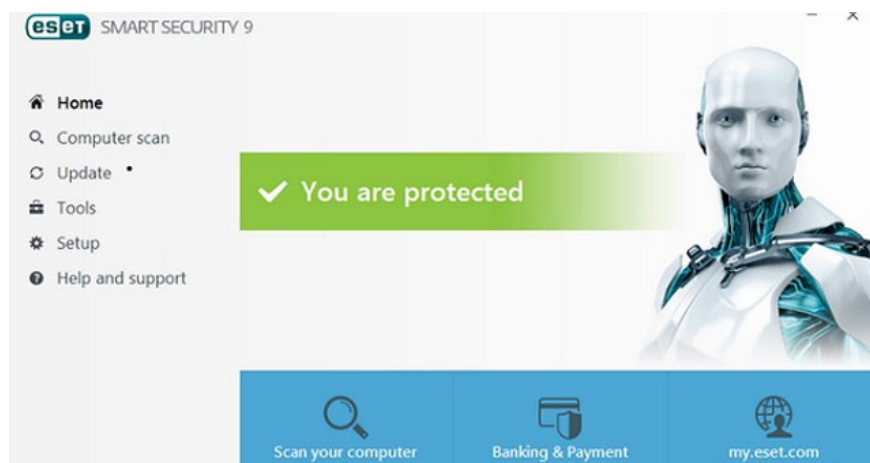 eset SMART SECURITY 9
Home
Computer scan
Update
Tools
Setup
Help and support
You are protected
Scan your computer
Banking & Payment
my.eset.com